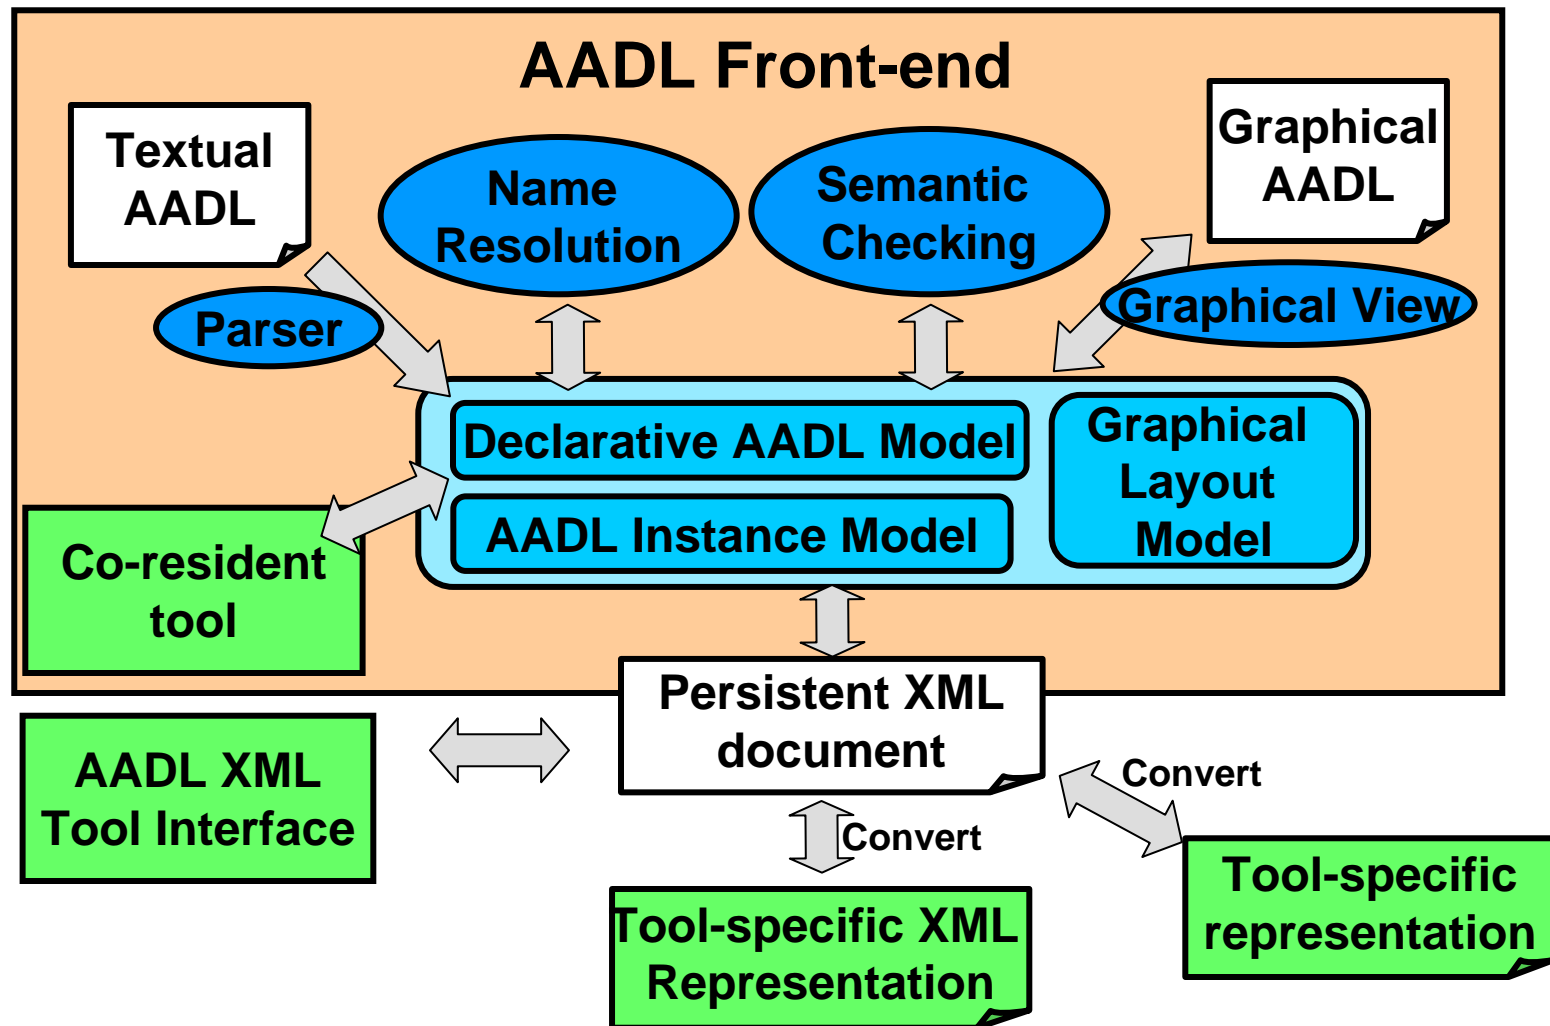 AADL Front-end
Textual
AADL
Name
Resolution
Semantic
Checking
Graphical
AADL
Parser
Graphical View
Declarative AADL Model
AADL Instance Model
Graphical
Layout
Model
Co-resident
tool
Persistent XML
document
AADL XML
Tool Interface
Convert
Convert
Tool-specific XML
Representation
Tool-specific
representation